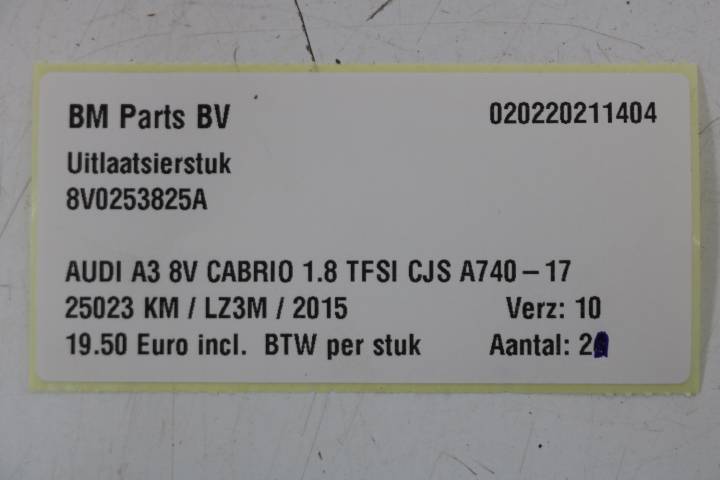 BM Parts BV 020220211404
Uitlaatsierstuk
8V0253825A
AUDI A3 8V CABRIO 1.8 TFSI CJS A740 – 17
25023 KM / LZ3M / 2015 Verz: 10
19.50 Euro incl. BTW per stuk Aantal: 2